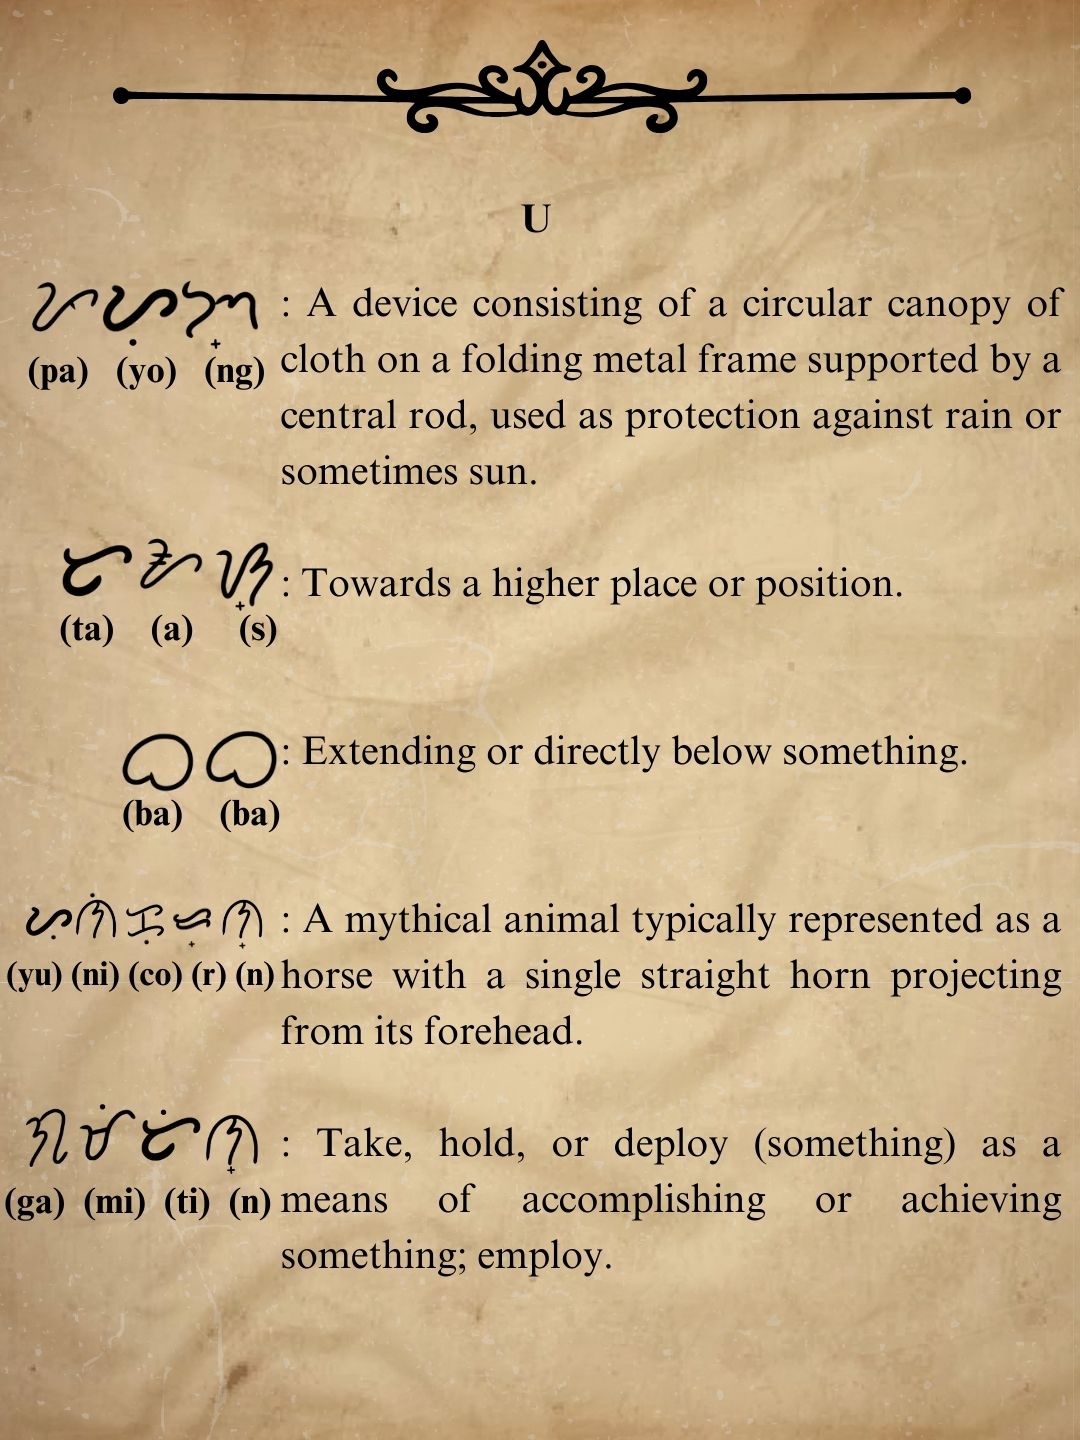 U
ᜉᜌᜓᜅ᜔ : A device consisting of a circular canopy of
(pa) (yo) (ng) cloth on a folding metal frame supported by a
central rod, used as protection against rain or
sometimes sun.
ᜆᜀᜐ᜔ : Towards a higher place or position.
(ta) (a) (s)
ᜊᜊ : Extending or directly below something.
(ba) (ba)
ᜌᜓᜈᜒᜃᜓᜍ᜔ᜈ᜔ : A mythical animal typically represented as a
(yu) (ni) (co) (r) (n) horse with a single straight horn projecting
from its forehead.
ᜄᜋᜒᜆᜒᜈ᜔ : Take, hold, or deploy (something) as a
(ga) (mi) (ti) (n) means of accomplishing or achieving
something; employ.